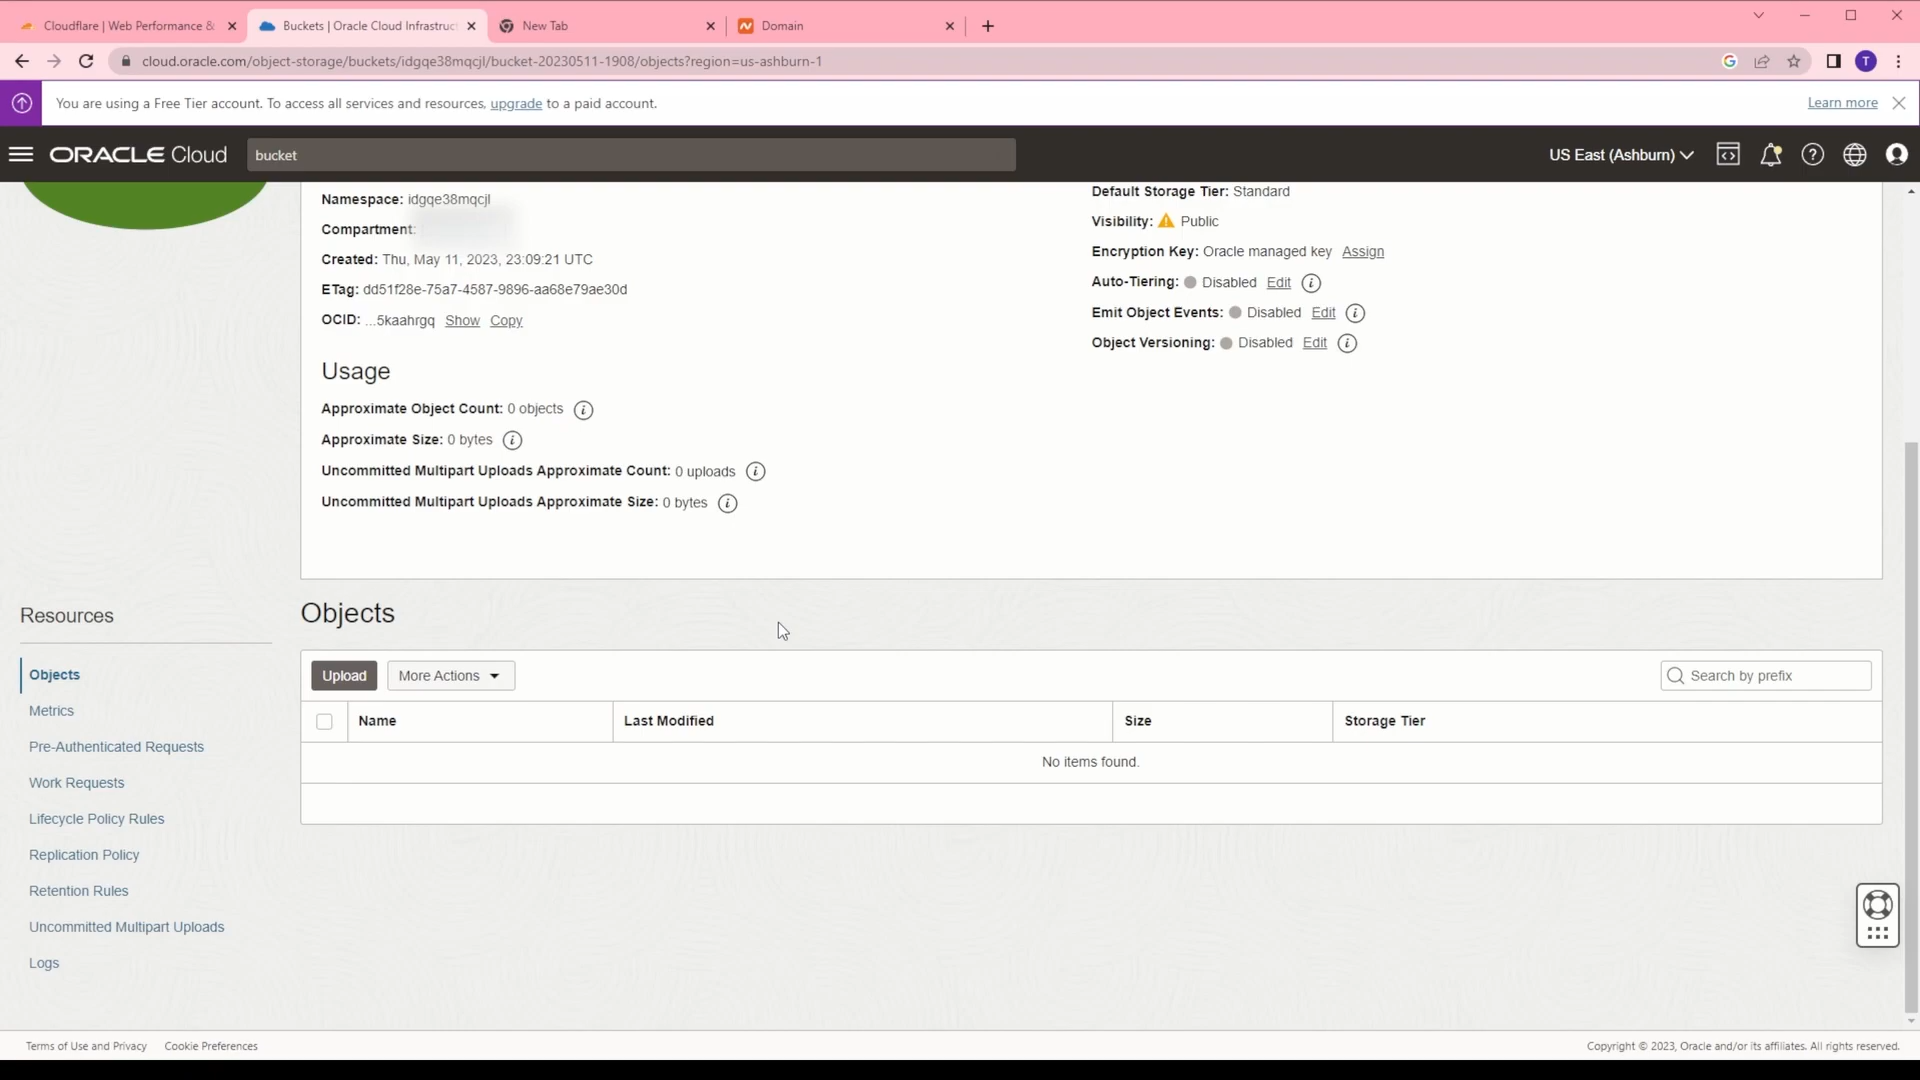 Cloudflare | Web Performance &
Buckets | Oracle Cloud Infrastruc
New Tab
Domain
cloud.oracle.com/object-storage/buckets/idgqe38mqcjl/bucket-20230511-1908/objects?region=us-ashburn-1
T
You are using a Free Tier account. To access all services and resources, upgrade to a paid account.
Learn more
ORACLE Cloud
bucket
US East (Ashburn)
Namespace: idgqe38mqcjl
Compartment:
Created: Thu, May 11, 2023, 23:09:21 UTC
ETag: dd51f28e-75a7-4587-9896-aa68e79ae30d
OCID: ...5kaahrgq Show Copy
Default Storage Tier: Standard
Visibility: Public
Encryption Key: Oracle managed key Assign
Auto-Tiering: Disabled Edit
Emit Object Events: Disabled Edit
Object Versioning: Disabled Edit
Usage
Approximate Object Count: 0 objects
Approximate Size: 0 bytes
Uncommitted Multipart Uploads Approximate Count: 0 uploads
Uncommitted Multipart Uploads Approximate Size: 0 bytes
Resources
Objects
Metrics
Pre-Authenticated Requests
Work Requests
Lifecycle Policy Rules
Replication Policy
Retention Rules
Uncommitted Multipart Uploads
Logs
Objects
Upload
More Actions
Search by prefix
Name
Last Modified
Size
Storage Tier
No items found.
Terms of Use and Privacy
Cookie Preferences
Copyright © 2023, Oracle and/or its affiliates. All rights reserved.